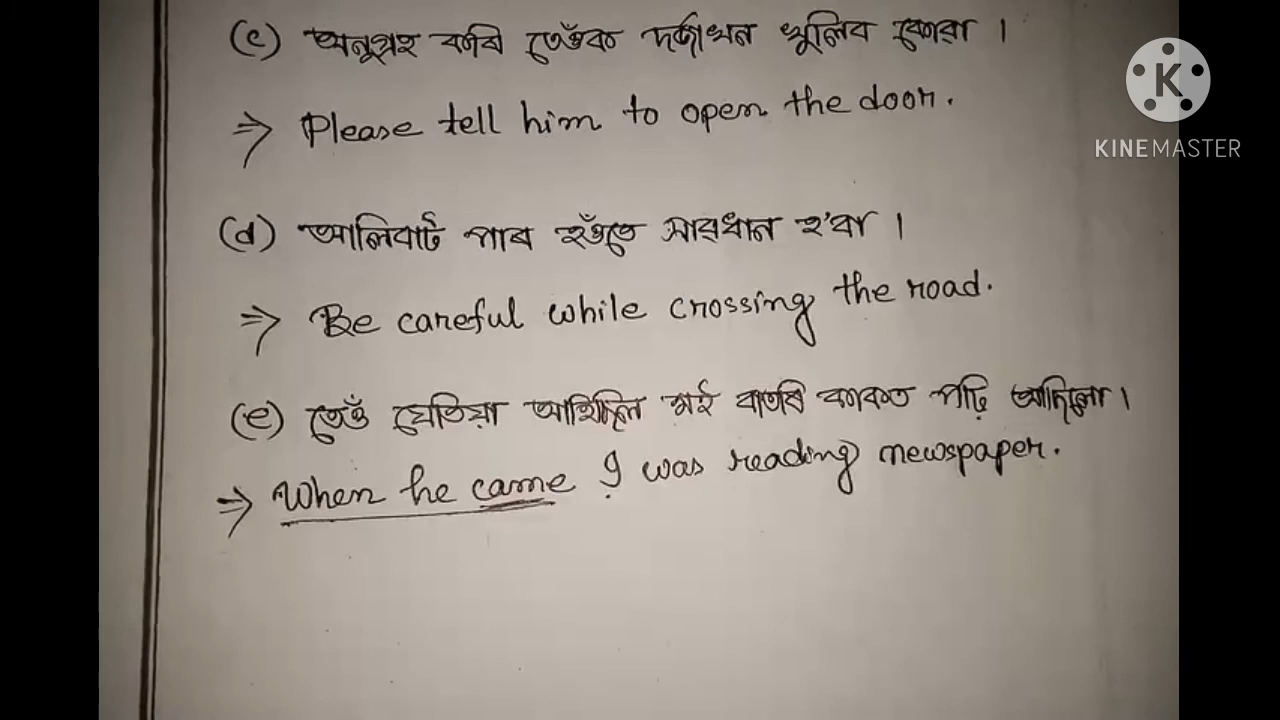 (c) অনুগ্ৰহ কৰি তেওঁক দৰ্জাখন খুলিব কোৱা ।
⇒ Please tell him to open the door.
(d) আলিবাট পাৰ হওঁতে সাৱধান হ'বা ।
⇒ Be careful while crossing the road.
(e) তেওঁ যেতিয়া আহিছিল মই বাতৰি কাকত পঢ়ি আছিলো ।
⇒ When he came I was reading newspaper.
K
KINEMASTER